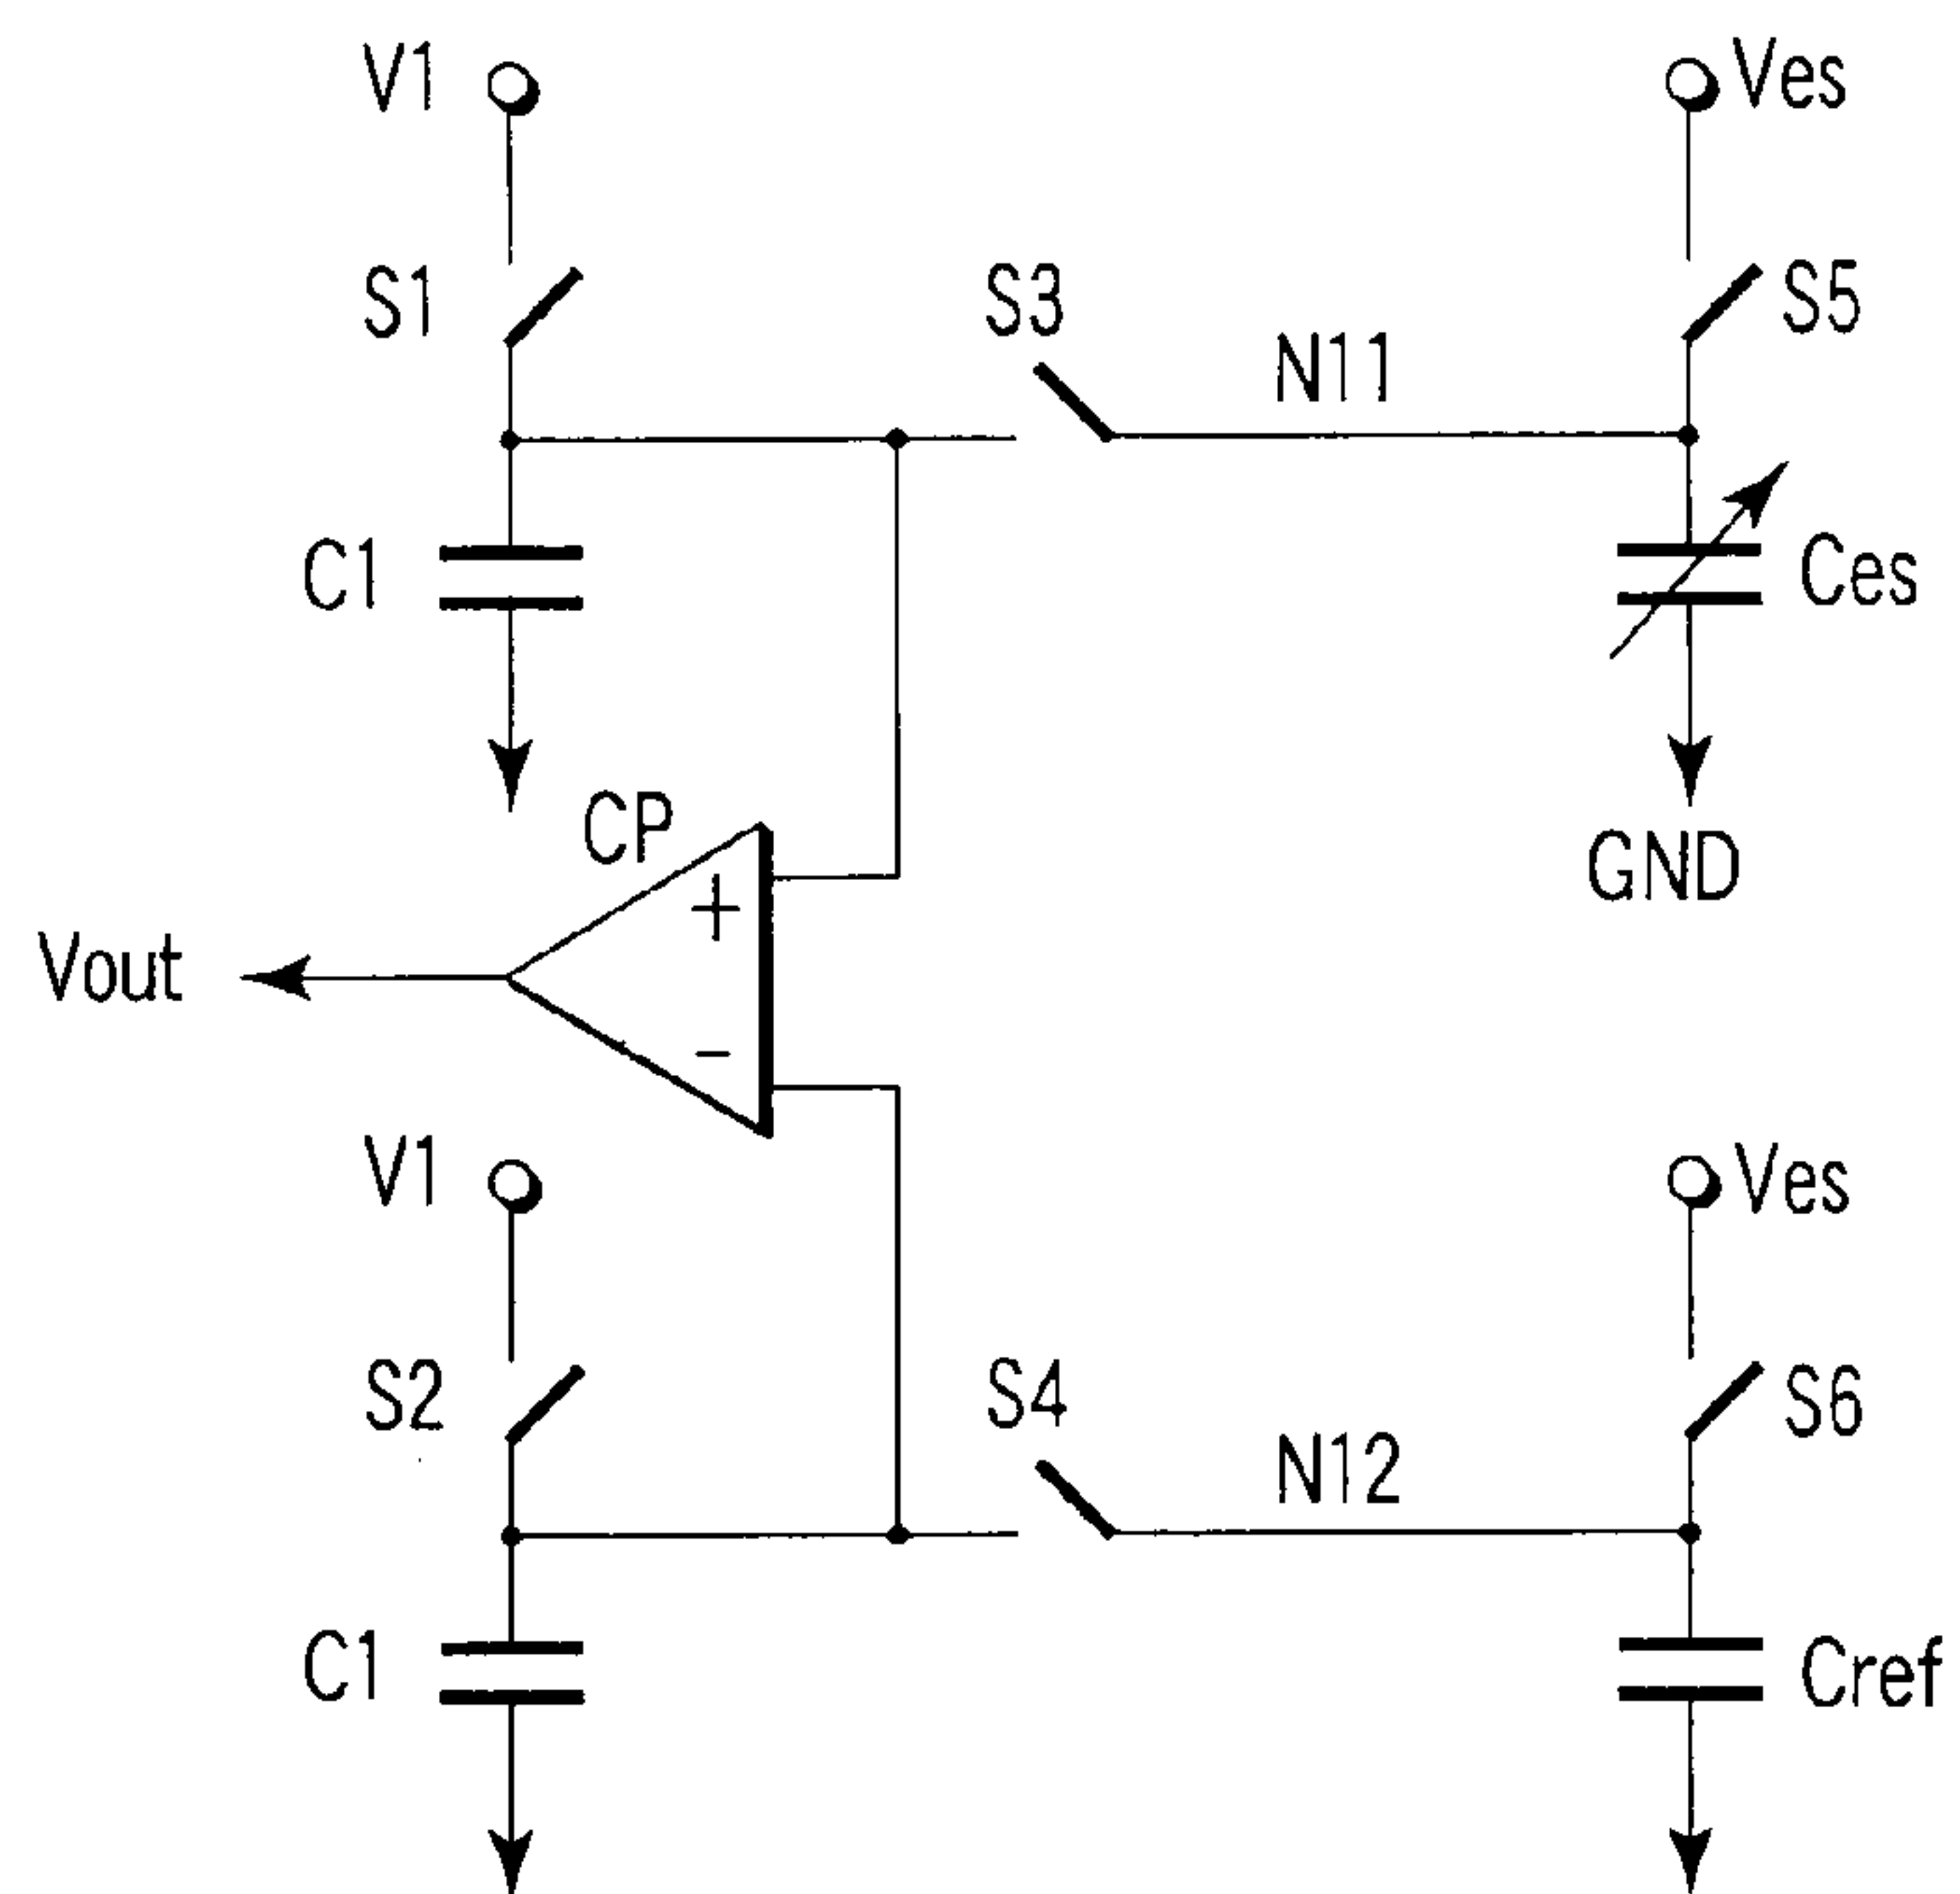 V1
Ves
S1
S3
S5
N11
C1
Ces
CP
+
GND
Vout
-
V1
Ves
S2
S4
S6
N12
C1
Cref